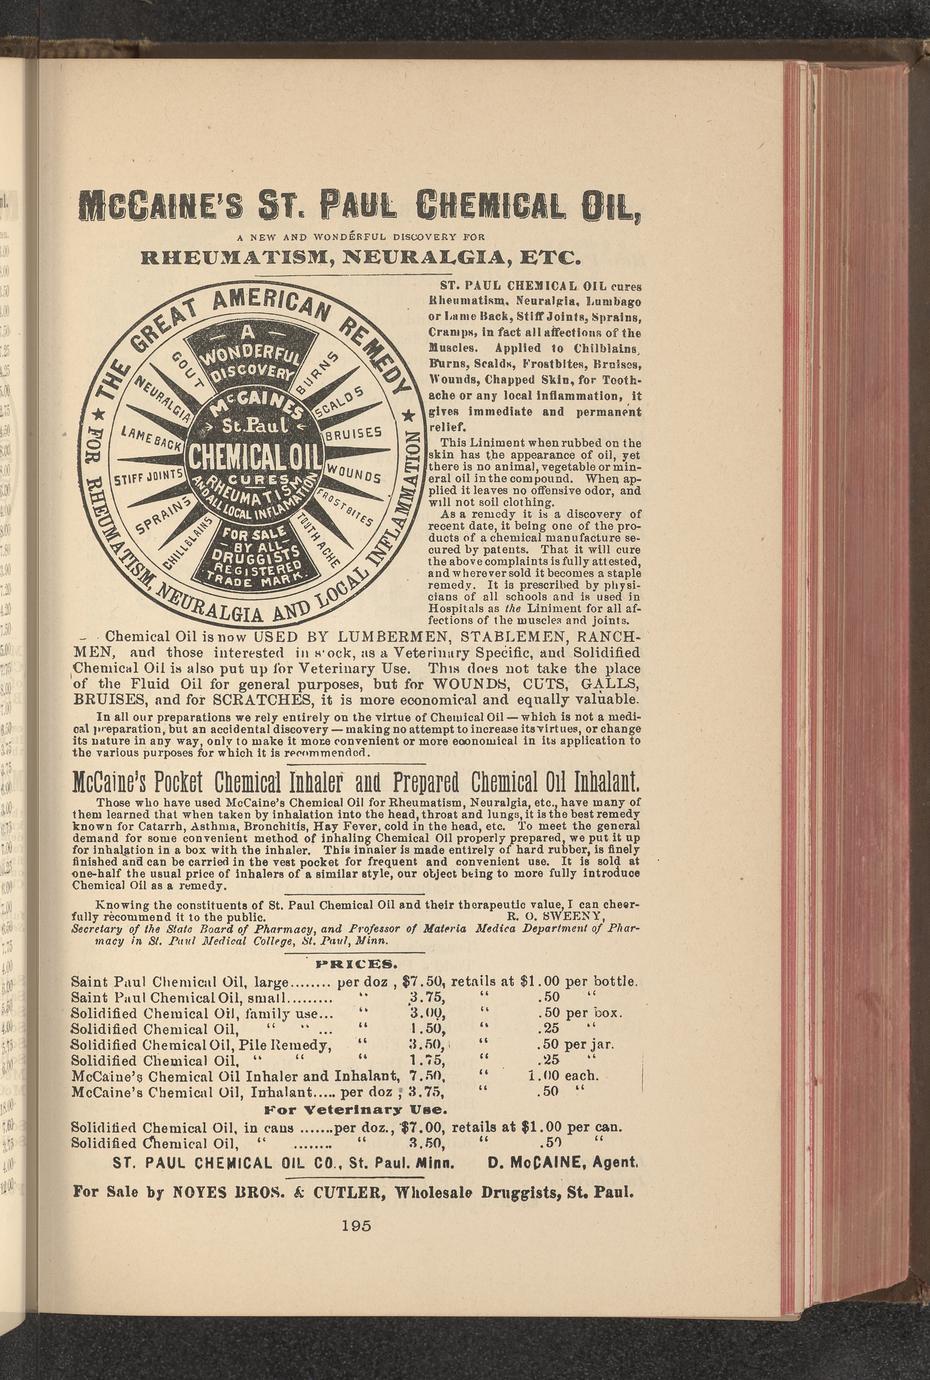 McCAINE'S ST. PAUL CHEMICAL OIL,
A NEW AND WONDERFUL DISCOVERY FOR
RHEUMATISM, NEURALGIA, ETC.
★ THE GREAT AMERICAN REMEDY ★
FOR RHEUMATISM, NEURALGIA AND LOCAL INFLAMMATION
— A —
WONDERFUL
DISCOVERY
GOUT
NEURALGIA
LAME BACK
STIFF JOINTS
SPRAINS
CHILLBLAINS
BURNS
SCALDS
BRUISES
WOUNDS
FROSTBITES
TOOTH ACHE
McCAINES
St. Paul
CHEMICAL OIL
CURES
RHEUMATISM
AND ALL LOCAL INFLAMATION
FOR SALE
— BY ALL —
DRUGGISTS
REGISTERED
TRADE MARK.
ST. PAUL CHEMICAL OIL cures
Rheumatism, Neuralgia, Lumbago
or Lame Back, Stiff Joints, Sprains,
Cramps, in fact all affections of the
Muscles. Applied to Chilblains,
Burns, Scalds, Frostbites, Bruises,
Wounds, Chapped Skin, for Tooth-
ache or any local inflammation, it
gives immediate and permanent
relief.
This Liniment when rubbed on the
skin has the appearance of oil, yet
there is no animal, vegetable or min-
eral oil in the compound. When ap-
plied it leaves no offensive odor, and
will not soil clothing.
As a remedy it is a discovery of
recent date, it being one of the pro-
ducts of a chemical manufacture se-
cured by patents. That it will cure
the above complaints is fully attested,
and wherever sold it becomes a staple
remedy. It is prescribed by physi-
cians of all schools and is used in
Hospitals as the Liniment for all af-
fections of the muscles and joints.
Chemical Oil is now USED BY LUMBERMEN, STABLEMEN, RANCH-
MEN, and those interested in stock, as a Veterinary Specific, and Solidified
Chemical Oil is also put up for Veterinary Use. This does not take the place
of the Fluid Oil for general purposes, but for WOUNDS, CUTS, GALLS,
BRUISES, and for SCRATCHES, it is more economical and equally valuable.
In all our preparations we rely entirely on the virtue of Chemical Oil — which is not a medi-
cal preparation, but an accidental discovery — making no attempt to increase its virtues, or change
its nature in any way, only to make it more convenient or more economical in its application to
the various purposes for which it is recommended.
McCaine's Pocket Chemical Inhaler and Prepared Chemical Oil Inhalant.
Those who have used McCaine's Chemical Oil for Rheumatism, Neuralgia, etc., have many of
them learned that when taken by inhalation into the head, throat and lungs, it is the best remedy
known for Catarrh, Asthma, Bronchitis, Hay Fever, cold in the head, etc. To meet the general
demand for some convenient method of inhaling Chemical Oil properly prepared, we put it up
for inhalation in a box with the inhaler. This inhaler is made entirely of hard rubber, is finely
finished and can be carried in the vest pocket for frequent and convenient use. It is sold at
one-half the usual price of inhalers of a similar style, our object being to more fully introduce
Chemical Oil as a remedy.
Knowing the constituents of St. Paul Chemical Oil and their therapeutic value, I can cheer-
fully recommend it to the public. R. O. SWEENY,
Secretary of the State Board of Pharmacy, and Professor of Materia Medica Department of Phar-
macy in St. Paul Medical College, St. Paul, Minn.
PRICES.
Saint Paul Chemical Oil, large........ per doz , $7.50, retails at $1.00 per bottle.
Saint Paul Chemical Oil, small......... “ 3.75, “ .50 “
Solidified Chemical Oil, family use... “ 3.00, “ .50 per box.
Solidified Chemical Oil, “ “ ... “ 1.50, “ .25 “
Solidified Chemical Oil, Pile Remedy, “ 3.50, “ .50 per jar.
Solidified Chemical Oil, “ “ “ 1.75, “ .25 “
McCaine's Chemical Oil Inhaler and Inhalant, 7.50, “ 1.00 each.
McCaine's Chemical Oil, Inhalant..... per doz , 3.75, “ .50 “
For Veterinary Use.
Solidified Chemical Oil, in cans .......per doz., $7.00, retails at $1.00 per can.
Solidified Chemical Oil, “ ........ “ 3.50, “ .50 “
ST. PAUL CHEMICAL OIL CO., St. Paul. Minn. D. McCAINE, Agent.
For Sale by NOYES BROS. & CUTLER, Wholesale Druggists, St. Paul.
195